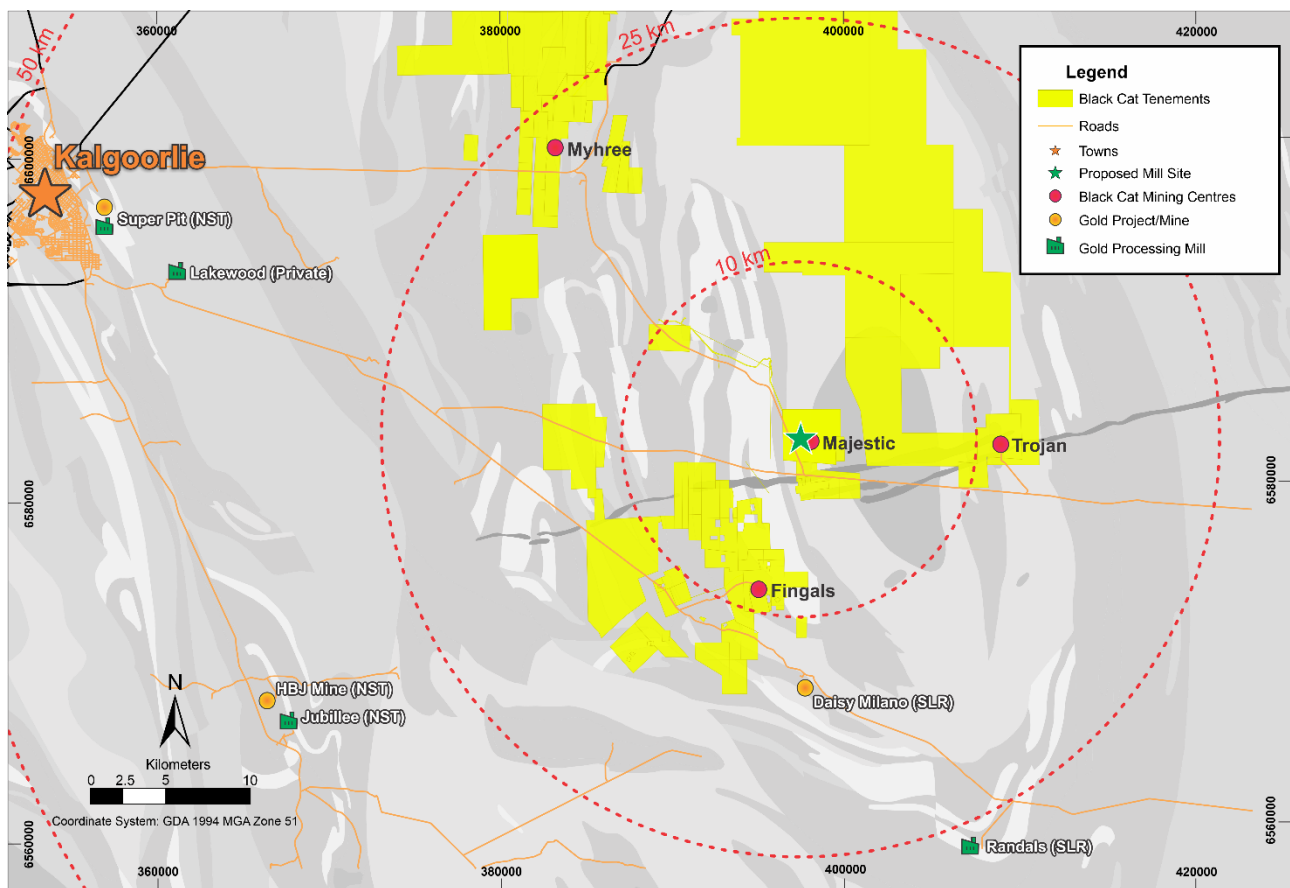 360000
380000
400000
420000
50 km
25 km
Legend
Black Cat Tenements
Roads
Towns
Proposed Mill Site
Black Cat Mining Centres
Gold Project/Mine
Gold Processing Mill
6600000
Kalgoorlie
Myhree
Super Pit (NST)
Lakewood (Private)
10 km
Majestic
Trojan
6580000
6580000
Fingals
HBJ Mine (NST)
Jubillee (NST)
Daisy Milano (SLR)
N
Kilometers
0 2.5 5 10
Coordinate System: GDA 1994 MGA Zone 51
Randals (SLR)
6560000
6560000
360000
380000
400000
420000